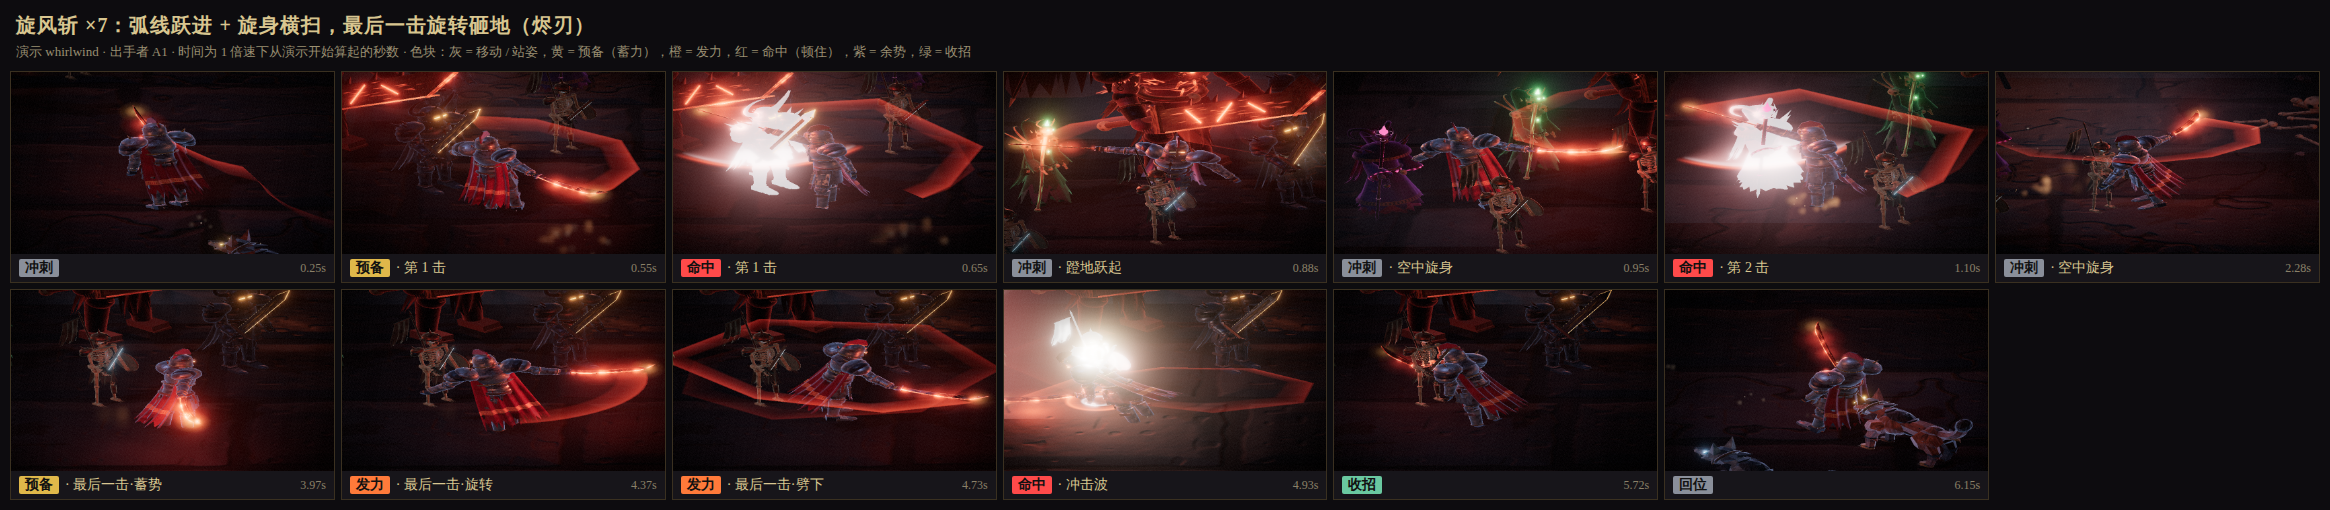 旋风斩 ×7：弧线跃进 + 旋身横扫，最后一击旋转砸地（烬刃）
演示 whirlwind · 出手者 A1 · 时间为 1 倍速下从演示开始算起的秒数 · 色块：灰 = 移动 / 站姿，黄 = 预备（蓄力），橙 = 发力，红 = 命中（顿住），紫 = 余势，绿 = 收招
冲刺 0.25s
预备 · 第 1 击 0.55s
命中 · 第 1 击 0.65s
冲刺 · 蹬地跃起 0.88s
冲刺 · 空中旋身 0.95s
命中 · 第 2 击 1.10s
冲刺 · 空中旋身 2.28s
预备 · 最后一击·蓄势 3.97s
发力 · 最后一击·旋转 4.37s
发力 · 最后一击·劈下 4.73s
命中 · 冲击波 4.93s
收招 5.72s
回位 6.15s